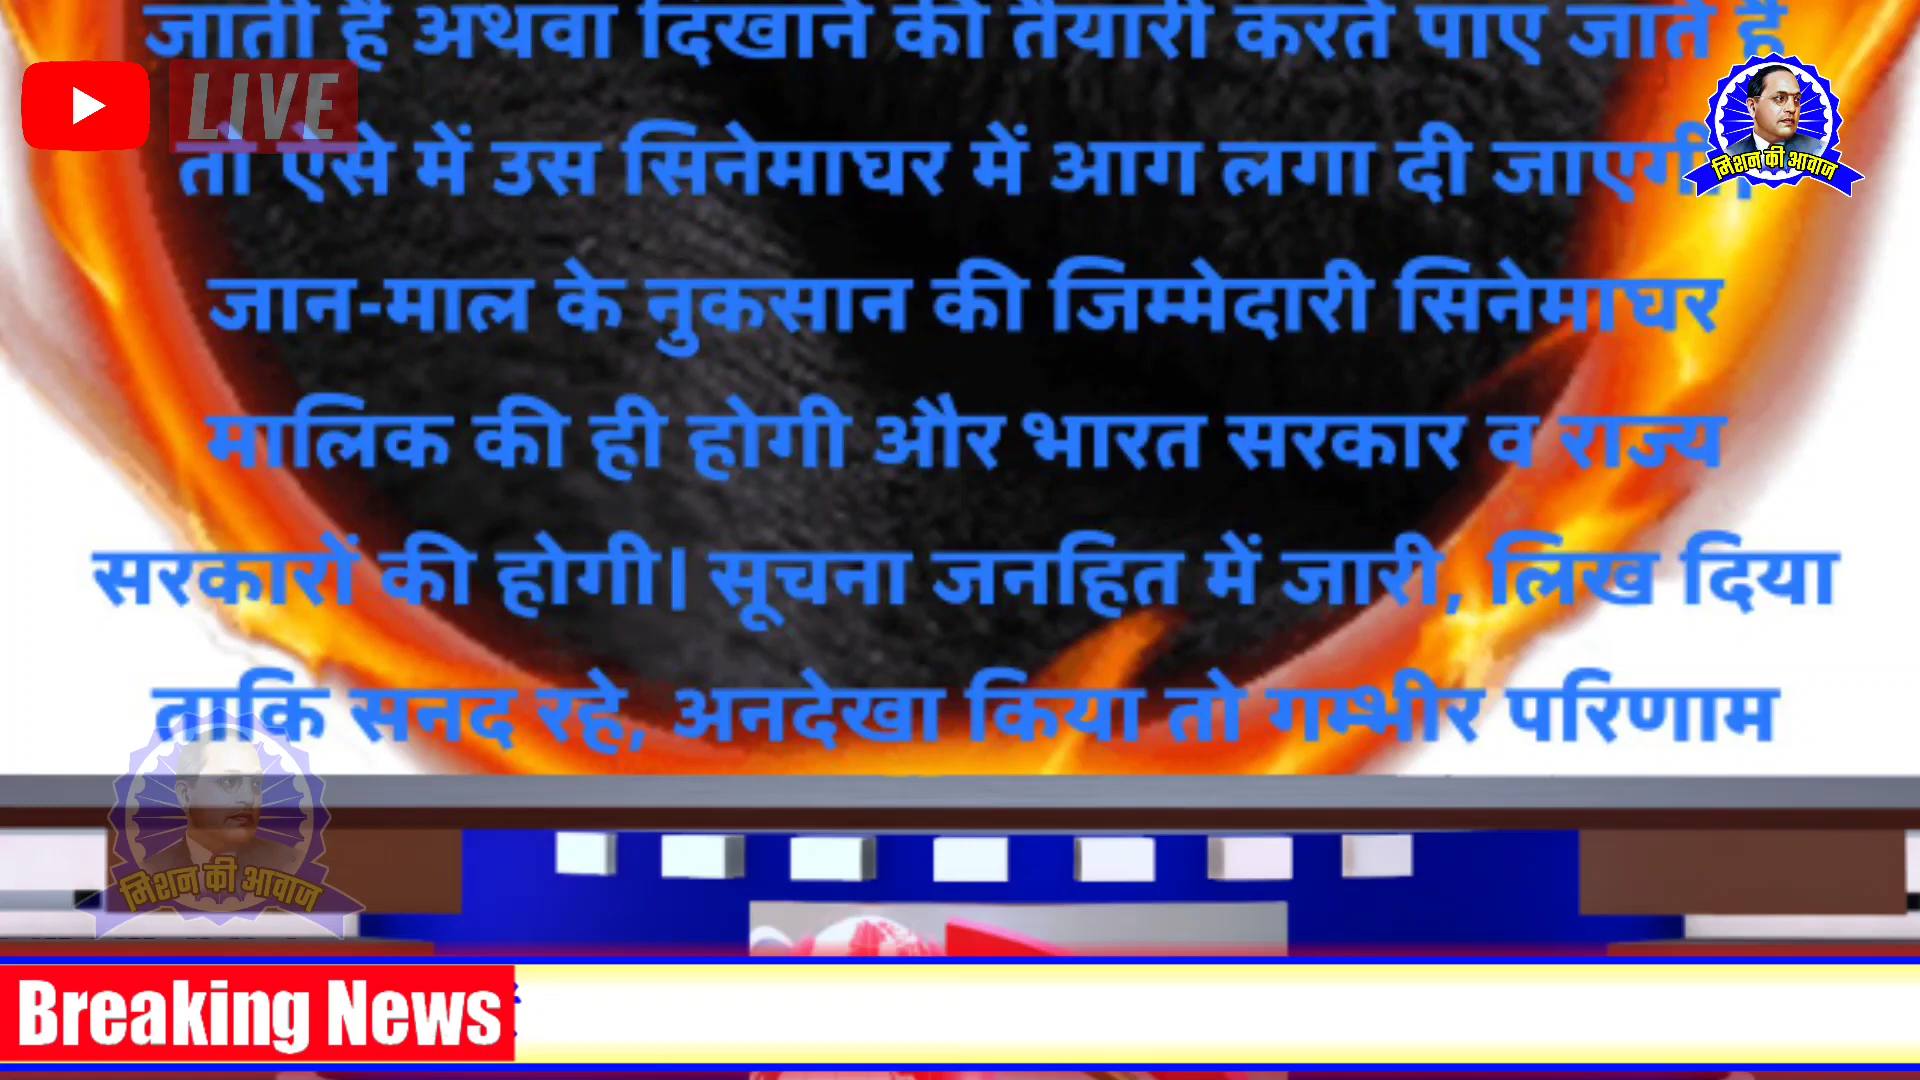 जाती है अथवा दिखाने की तैयारी करते पाए जाते है
LIVE
तो ऐसे में उस सिनेमाघर में आग लगा दी जाएगी|
मिशन की आवाज
जान-माल के नुकसान की जिम्मेदारी सिनेमाघर
मालिक की ही होगी और भारत सरकार व राज्य
सरकारों की होगी| सूचना जनहित में जारी, लिख दिया
ताकि सनद रहे, अनदेखा किया तो गम्भीर परिणाम
मिशन की आवाज
Breaking News